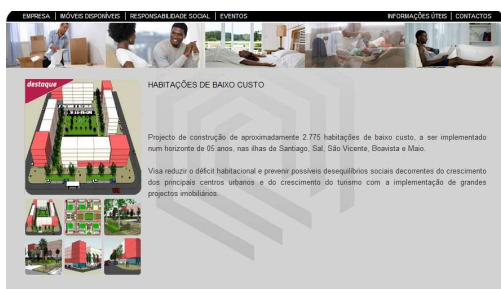 EMPRESA | IMÓVEIS DISPONÍVEIS | RESPONSABILIDADE SOCIAL | EVENTOS
INFORMAÇÕES ÚTEIS | CONTACTOS
destaque
HABITAÇÕES DE BAIXO CUSTO
Projecto de construção de aproximadamente 2.775 habitações de baixo custo, a ser implementado
num horizonte de 05 anos, nas ilhas de Santiago, Sal, São Vicente, Boavista e Maio.
Visa reduzir o déficit habitacional e prevenir possíveis desequilíbrios sociais decorrentes do crescimento
dos principais centros urbanos e do crescimento do turismo com a implementação de grandes
projectos imobiliários.